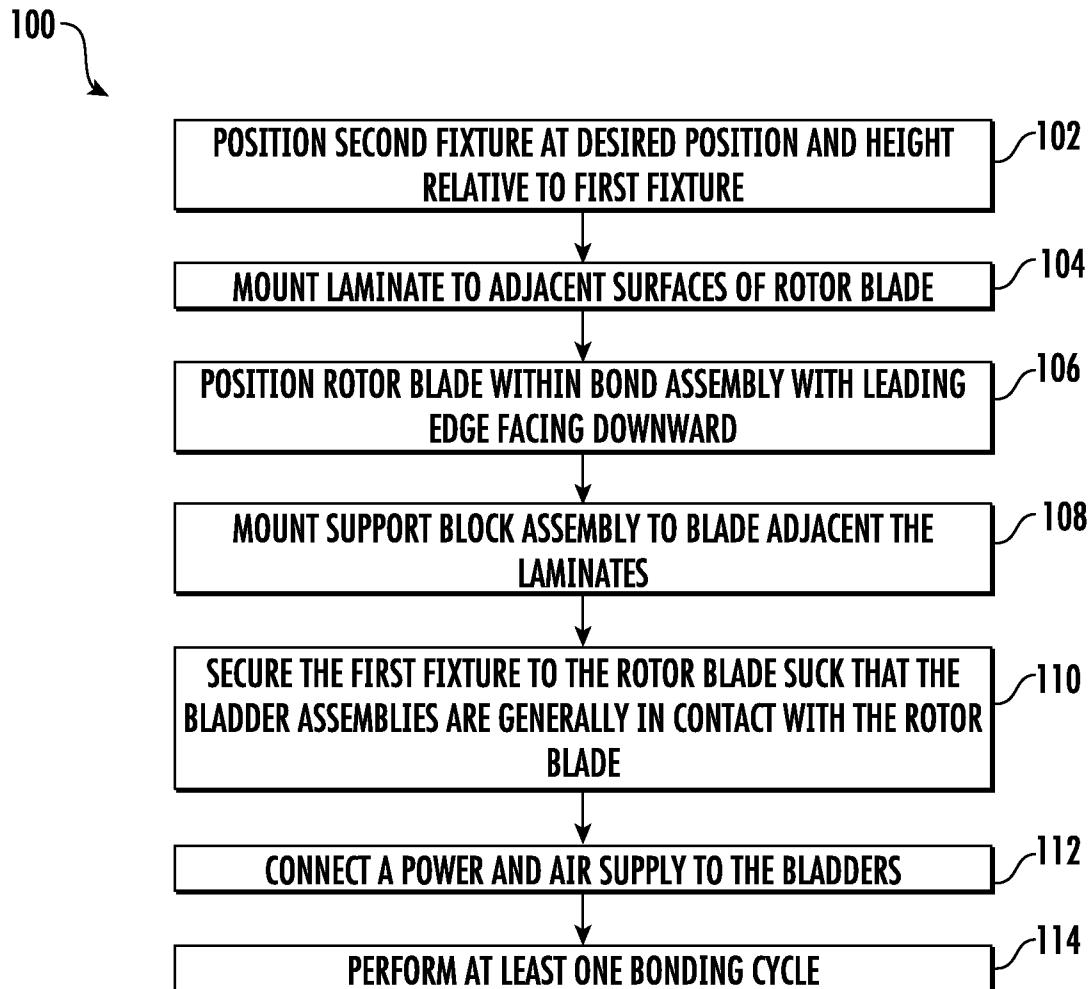 100
POSITION SECOND FIXTURE AT DESIRED POSITION AND HEIGHT
RELATIVE TO FIRST FIXTURE
102
MOUNT LAMINATE TO ADJACENT SURFACES OF ROTOR BLADE
104
POSITION ROTOR BLADE WITHIN BOND ASSEMBLY WITH LEADING
EDGE FACING DOWNWARD
106
MOUNT SUPPORT BLOCK ASSEMBLY TO BLADE ADJACENT THE
LAMINATES
108
SECURE THE FIRST FIXTURE TO THE ROTOR BLADE SUCK THAT THE
BLADDER ASSEMBLIES ARE GENERALLY IN CONTACT WITH THE ROTOR
BLADE
110
CONNECT A POWER AND AIR SUPPLY TO THE BLADDERS
112
PERFORM AT LEAST ONE BONDING CYCLE
114